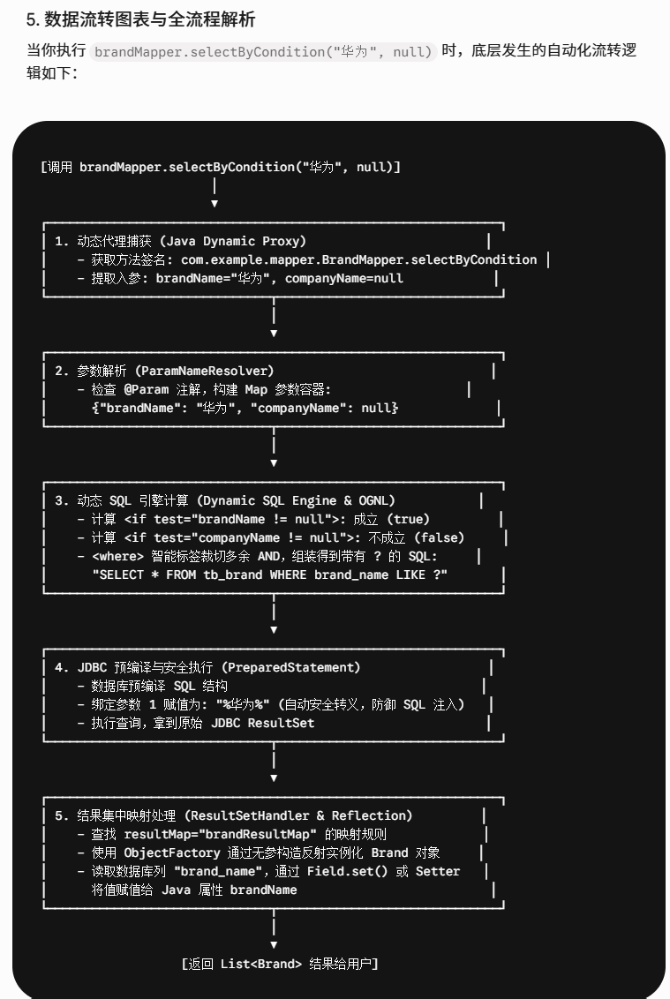 5. 数据流转图表与全流程解析
当你执行 brandMapper.selectByCondition("华为", null) 时，底层发生的自动化流转逻
辑如下：
[调用 brandMapper.selectByCondition("华为", null)]
1. 动态代理捕获 (Java Dynamic Proxy)
- 获取方法签名: com.example.mapper.BrandMapper.selectByCondition
- 提取入参: brandName="华为", companyName=null
2. 参数解析 (ParamNameResolver)
- 检查 @Param 注解，构建 Map 参数容器:
{"brandName": "华为", "companyName": null}
3. 动态 SQL 引擎计算 (Dynamic SQL Engine & OGNL)
- 计算 <if test="brandName != null">: 成立 (true)
- 计算 <if test="companyName != null">: 不成立 (false)
- <where> 智能标签裁切多余 AND，组装得到带有 ? 的 SQL:
"SELECT * FROM tb_brand WHERE brand_name LIKE ?"
4. JDBC 预编译与安全执行 (PreparedStatement)
- 数据库预编译 SQL 结构
- 绑定参数 1 赋值为: "%华为%" (自动安全转义，防御 SQL 注入)
- 执行查询，拿到原始 JDBC ResultSet
5. 结果集中映射处理 (ResultSetHandler & Reflection)
- 查找 resultMap="brandResultMap" 的映射规则
- 使用 ObjectFactory 通过无参构造反射实例化 Brand 对象
- 读取数据库列 "brand_name"，通过 Field.set() 或 Setter
将值赋值给 Java 属性 brandName
[返回 List<Brand> 结果给用户]